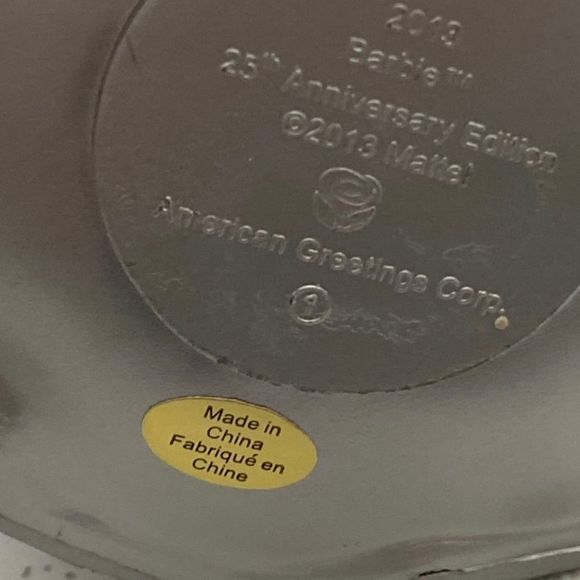 2013
Barbie™
25th Anniversary Edition
©2013 Mattel
American Greetings Corp.
Made in
China
Fabriqué en
Chine